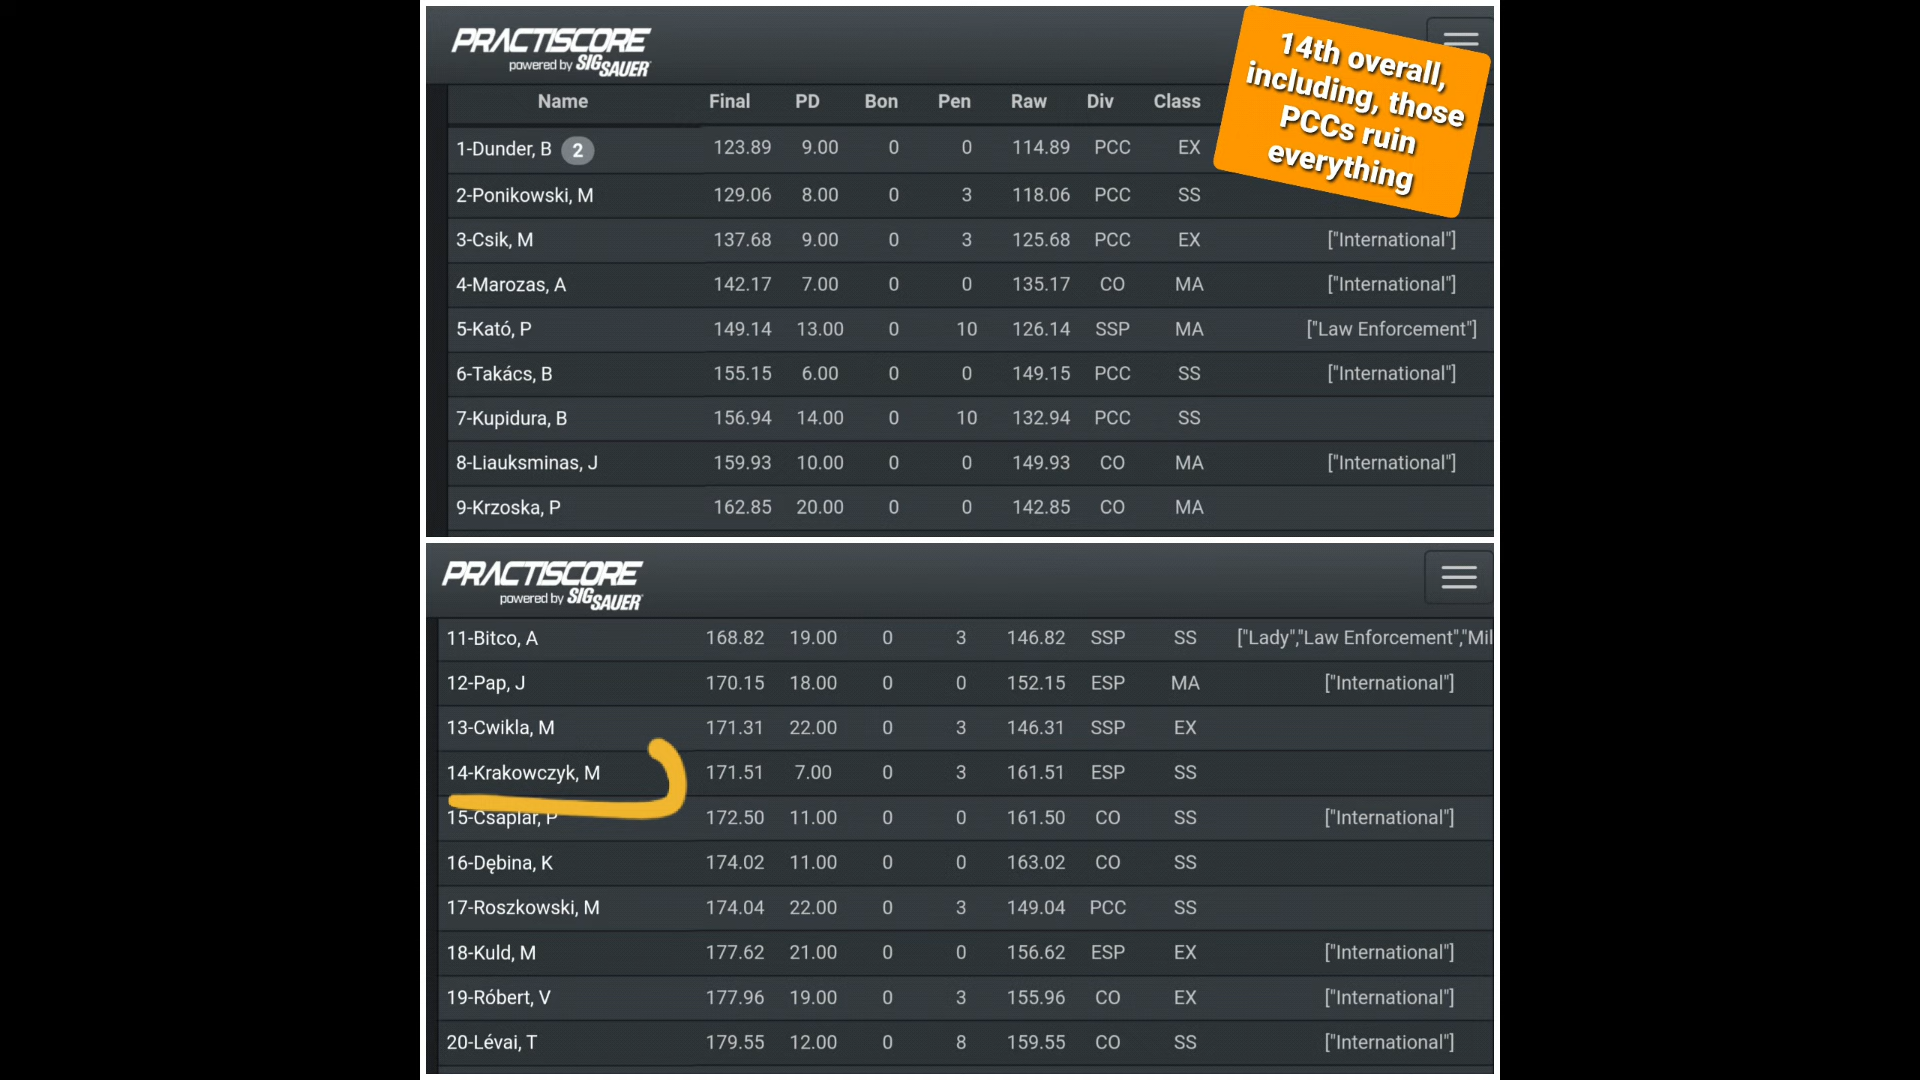 PRACTISCORE
powered by SIG SAUER
14th overall,
including, those
PCCs ruin
everything
Name Final PD Bon Pen Raw Div Class
1-Dunder, B 2 123.89 9.00 0 0 114.89 PCC EX
2-Ponikowski, M 129.06 8.00 0 3 118.06 PCC SS
3-Csik, M 137.68 9.00 0 3 125.68 PCC EX ["International"]
4-Marozas, A 142.17 7.00 0 0 135.17 CO MA ["International"]
5-Kató, P 149.14 13.00 0 10 126.14 SSP MA ["Law Enforcement"]
6-Takács, B 155.15 6.00 0 0 149.15 PCC SS ["International"]
7-Kupidura, B 156.94 14.00 0 10 132.94 PCC SS
8-Liauksminas, J 159.93 10.00 0 0 149.93 CO MA ["International"]
9-Krzoska, P 162.85 20.00 0 0 142.85 CO MA
PRACTISCORE
powered by SIG SAUER
11-Bitco, A 168.82 19.00 0 3 146.82 SSP SS ["Lady","Law Enforcement","Mil
12-Pap, J 170.15 18.00 0 0 152.15 ESP MA ["International"]
13-Cwikla, M 171.31 22.00 0 3 146.31 SSP EX
14-Krakowczyk, M 171.51 7.00 0 3 161.51 ESP SS
15-Csaplar, P 172.50 11.00 0 0 161.50 CO SS ["International"]
16-Dębina, K 174.02 11.00 0 0 163.02 CO SS
17-Roszkowski, M 174.04 22.00 0 3 149.04 PCC SS
18-Kuld, M 177.62 21.00 0 0 156.62 ESP EX ["International"]
19-Róbert, V 177.96 19.00 0 3 155.96 CO EX ["International"]
20-Lévai, T 179.55 12.00 0 8 159.55 CO SS ["International"]